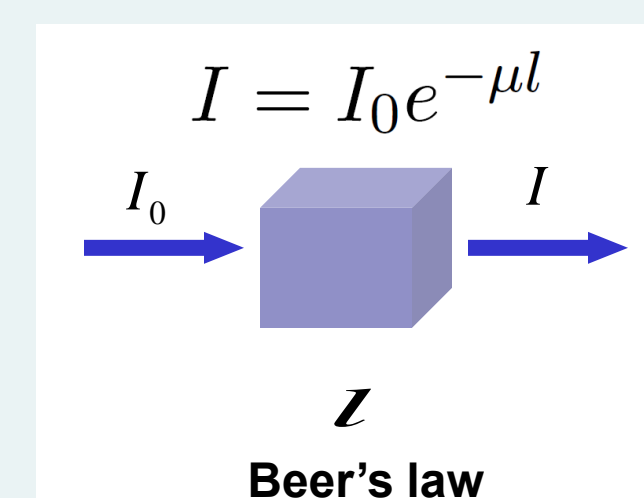 I = I₀e^{-μl}
I₀ I
l
Beer's law